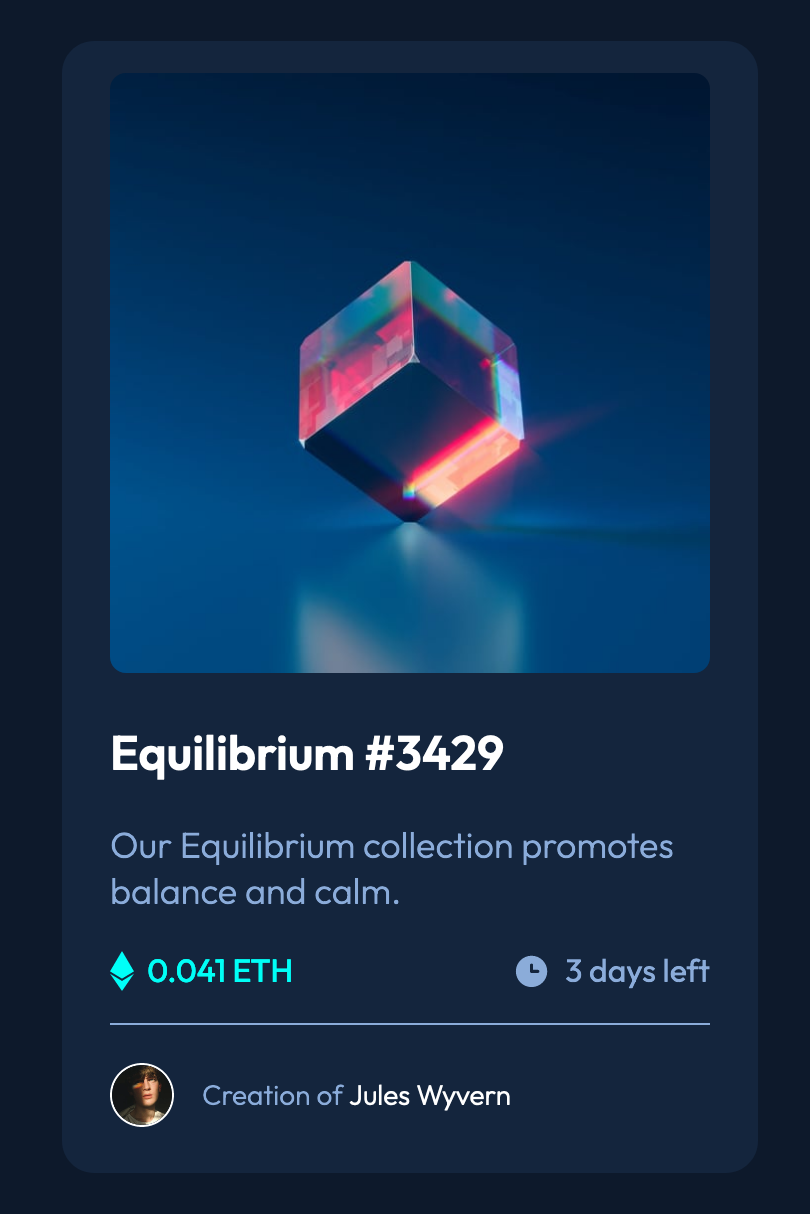 Equilibrium #3429
Our Equilibrium collection promotes
balance and calm.
0.041 ETH
3 days left
Creation of Jules Wyvern